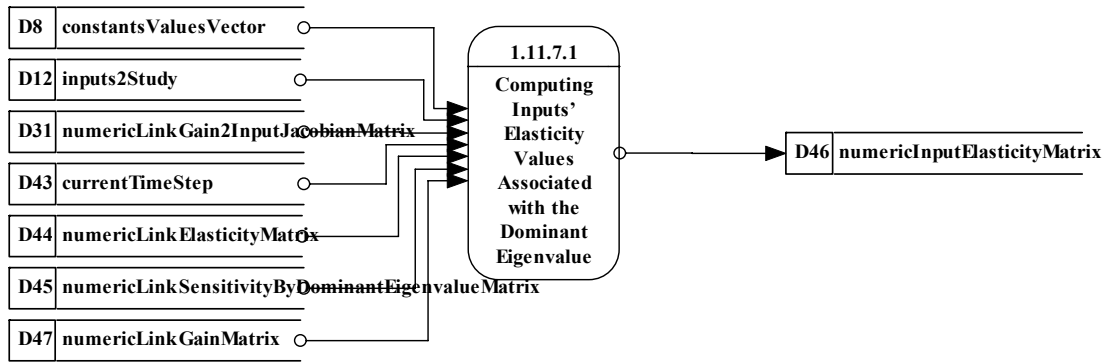 D8 constantsValuesVector
D12 inputs2Study
D31 numericLinkGain2InputJacobianMatrix
D43 currentTimeStep
D44 numericLinkElasticityMatrix
D45 numericLinkSensitivityByDominantEigenvalueMatrix
D47 numericLinkGainMatrix
1.11.7.1
Computing
Inputs’
Elasticity
Values
Associated
with the
Dominant
Eigenvalue
D46 numericInputElasticityMatrix